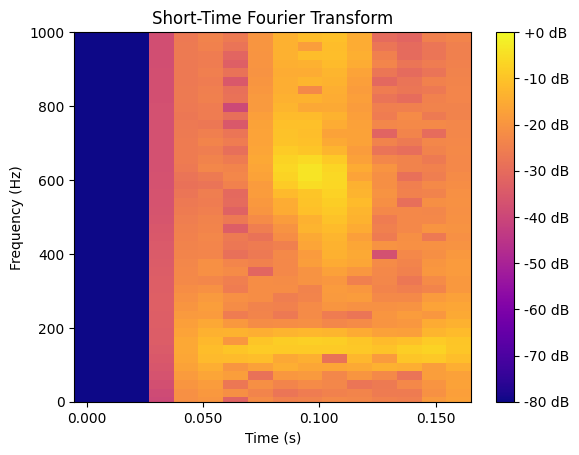 Short-Time Fourier Transform
Frequency (Hz)
1000
800
600
400
200
0
0.000
0.050
0.100
0.150
Time (s)
+0 dB
-10 dB
-20 dB
-30 dB
-40 dB
-50 dB
-60 dB
-70 dB
-80 dB